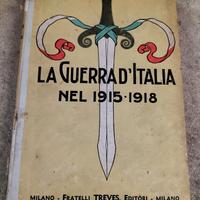 LA GUERRA D'ITALIA
NEL 1915-1918
MILANO - FRATELLI TREVES, EDITORI - MILANO